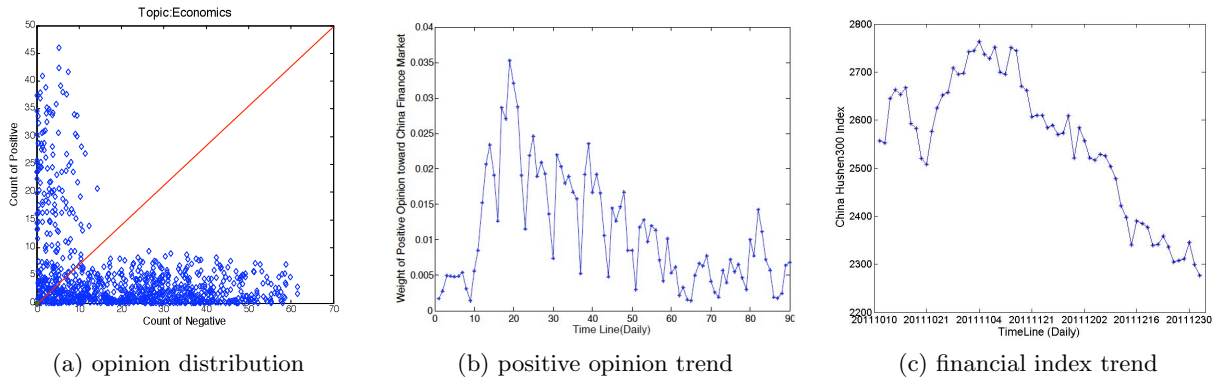 Topic:Economics
50
45
40
35
30
25
20
15
10
5
0
0 10 20 30 40 50 60 70
Count of Positive
Count of Negative
(a) opinion distribution
0.04
0.035
0.03
0.025
0.02
0.015
0.01
0.005
0
0 10 20 30 40 50 60 70 80 90
Weight of Positive Opinion toward China Finance Market
Time Line(Daily)
(b) positive opinion trend
2800
2700
2600
2500
2400
2300
2200
20111010 20111021 20111104 20111121 20111202 20111216 20111230
China Hushen300 Index
TimeLine (Daily)
(c) financial index trend